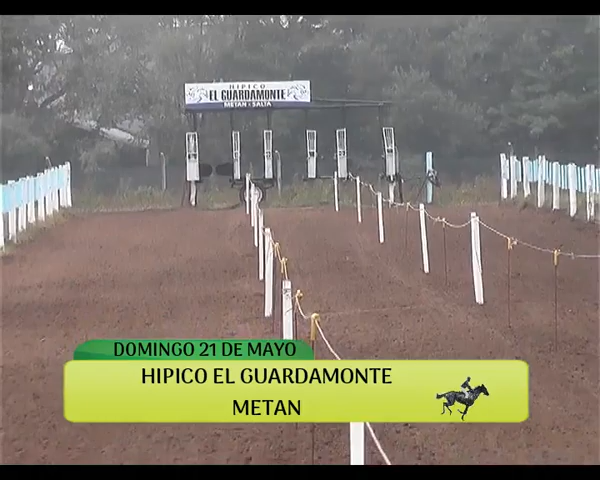 HIPICO
EL GUARDAMONTE
METAN - SALTA
DOMINGO 21 DE MAYO
HIPICO EL GUARDAMONTE
METAN